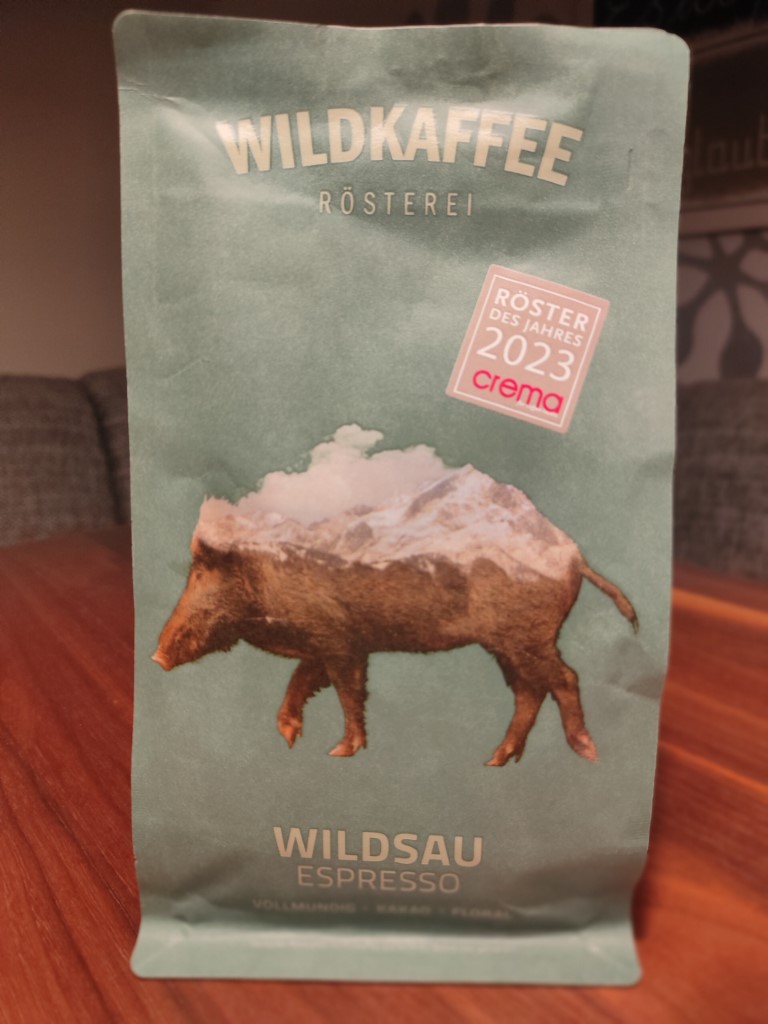 WILDKAFFEE
RÖSTEREI
RÖSTER
DES JAHRES
2023
crema
WILDSAU
ESPRESSO
VOLLMUNDIG · KAKAO · FLORAL